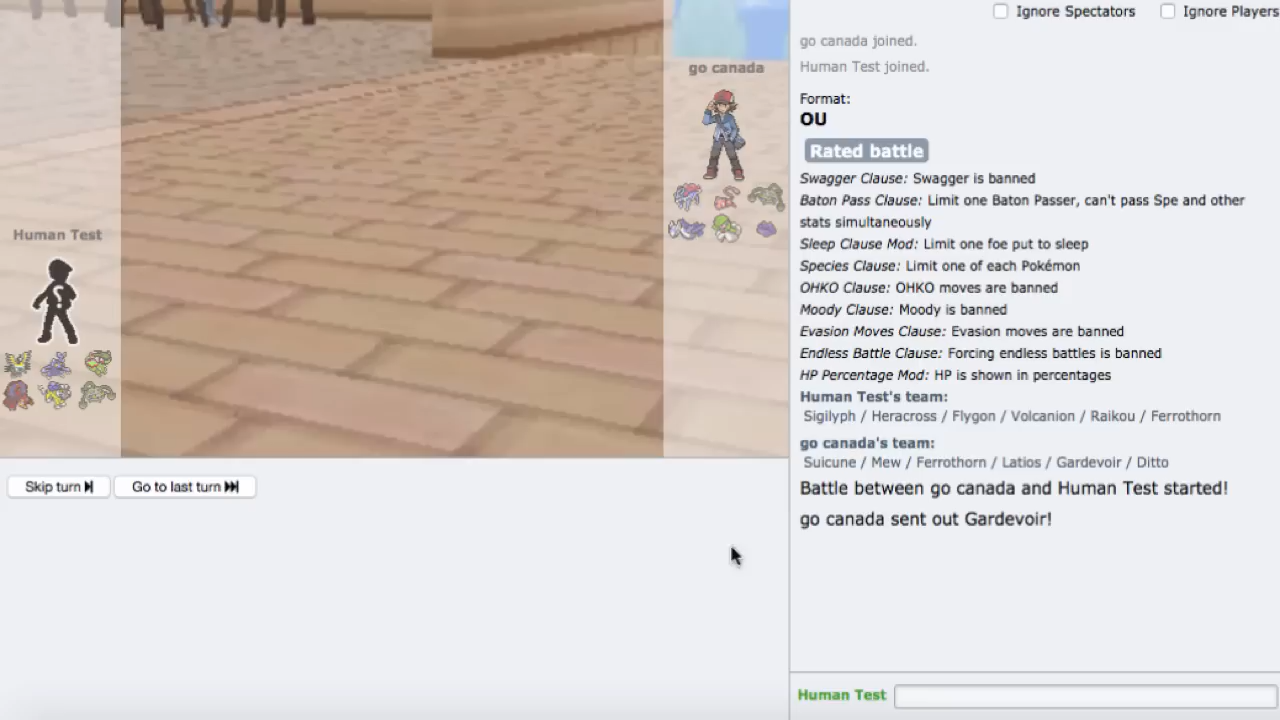 Ignore Spectators Ignore Players
go canada joined.
Human Test joined.
Format:
OU
Rated battle
Swagger Clause: Swagger is banned
Baton Pass Clause: Limit one Baton Passer, can't pass Spe and other
stats simultaneously
Sleep Clause Mod: Limit one foe put to sleep
Species Clause: Limit one of each Pokémon
OHKO Clause: OHKO moves are banned
Moody Clause: Moody is banned
Evasion Moves Clause: Evasion moves are banned
Endless Battle Clause: Forcing endless battles is banned
HP Percentage Mod: HP is shown in percentages
Human Test's team:
Sigilyph / Heracross / Flygon / Volcanion / Raikou / Ferrothorn
go canada's team:
Suicune / Mew / Ferrothorn / Latios / Gardevoir / Ditto
Battle between go canada and Human Test started!
go canada sent out Gardevoir!
Human Test
go canada
Human Test
Skip turn Go to last turn